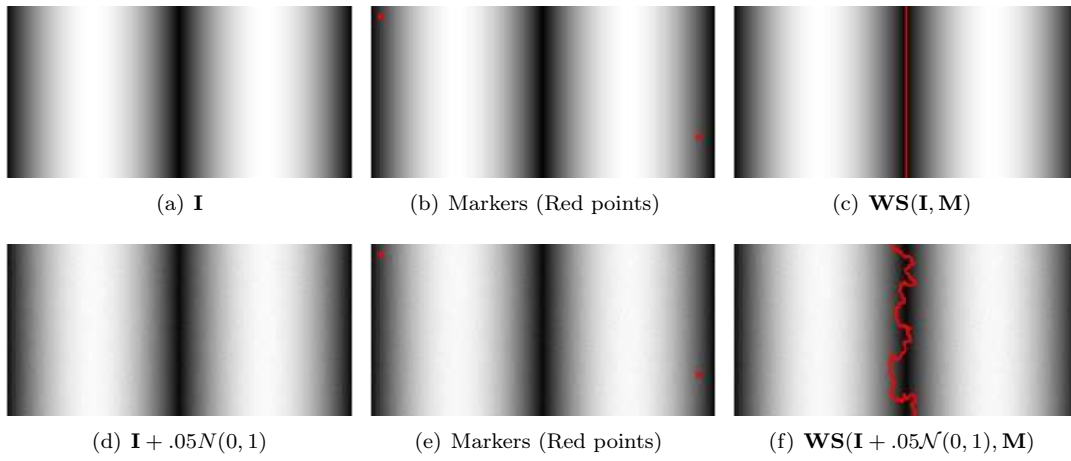 (a) I
(b) Markers (Red points)
(c) WS(I, M)
(d) I + .05N(0, 1)
(e) Markers (Red points)
(f) WS(I + .05𝒩(0, 1), M)